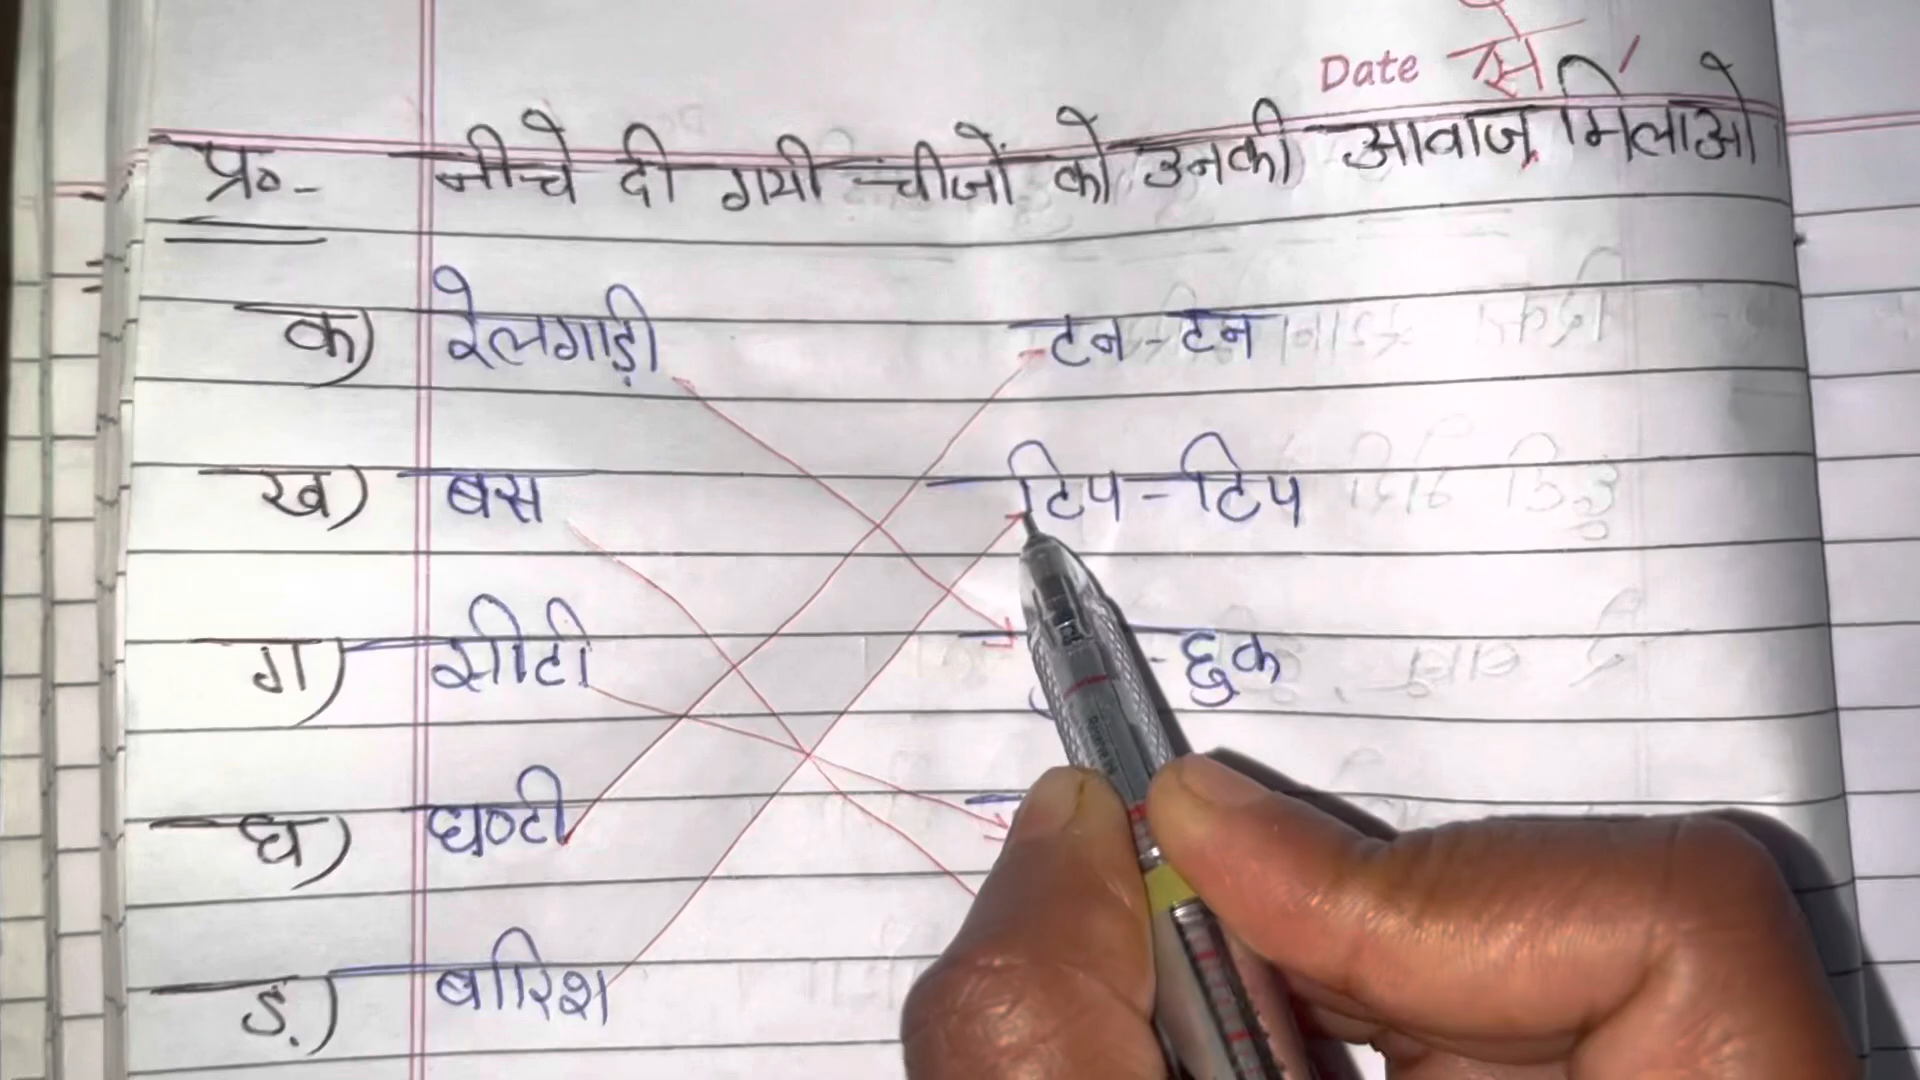 Date से
प्र०- नीचे दी गयी चीजों को उनकी आवाज़ मिलाओ
क) रेलगाड़ी टन-टन
ख) बस टिप-टिप
ग) सीटी - छुक
घ) घण्टी
ड.) बारिश